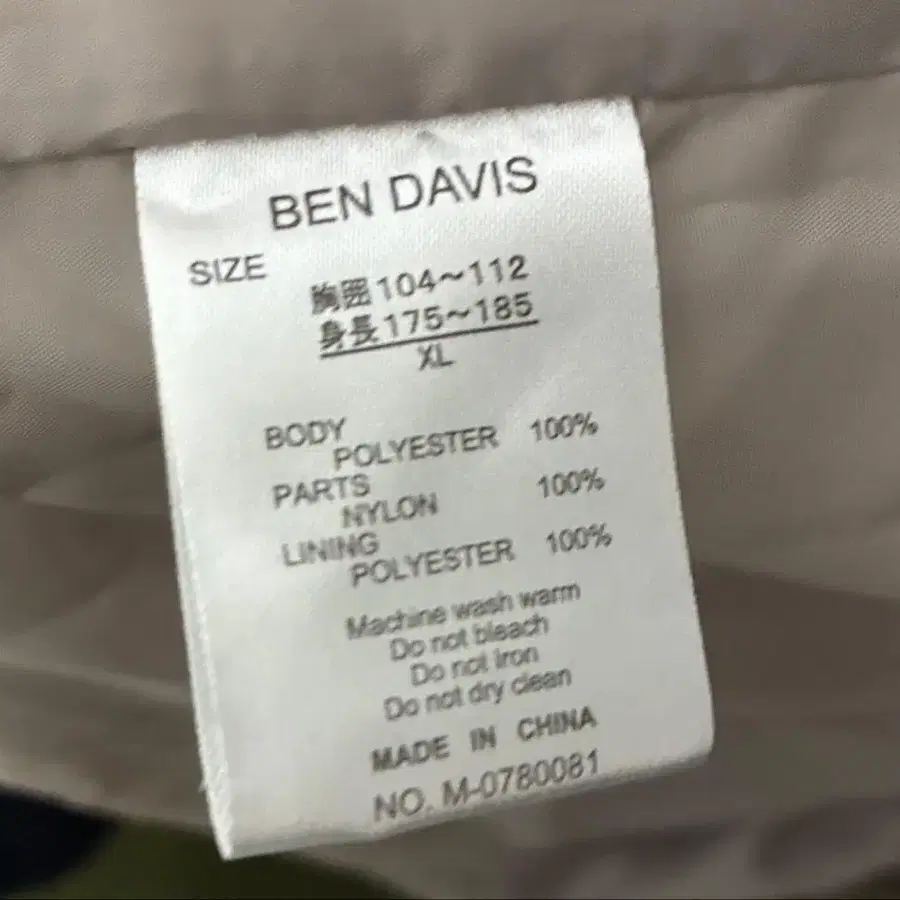 BEN DAVIS
SIZE
胸囲104〜112
身長175〜185
XL
BODY
POLYESTER 100%
PARTS
NYLON 100%
LINING
POLYESTER 100%
Machine wash warm
Do not bleach
Do not iron
Do not dry clean
MADE IN CHINA
NO. M-0780081